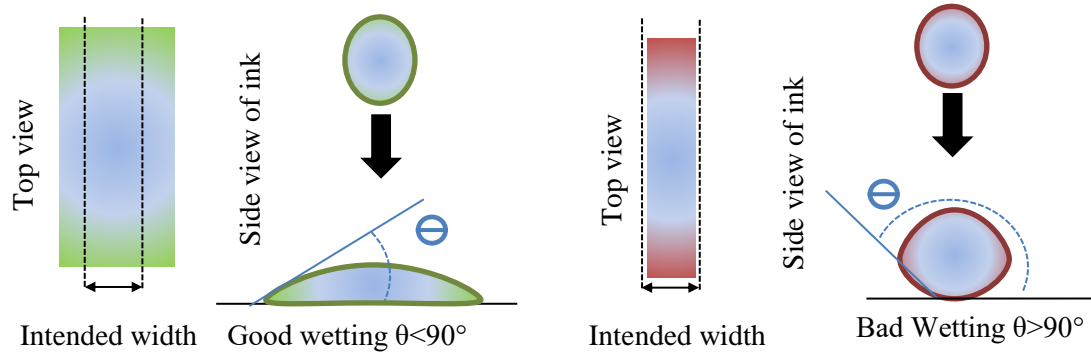 Top view
Side view of ink
Θ
Intended width
Good wetting θ<90°
Top view
Side view of ink
Θ
Intended width
Bad Wetting θ>90°